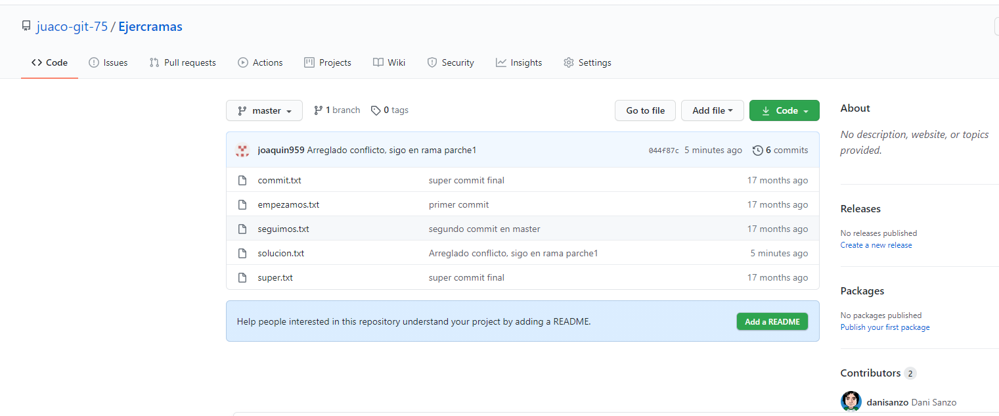 juaco-git-75 / Ejercramas
Code Issues Pull requests Actions Projects Wiki Security Insights Settings
master 1 branch 0 tags Go to file Add file Code
joaquin959 Arreglado conflicto, sigo en rama parche1 044f87c 5 minutes ago 6 commits
commit.txt super commit final 17 months ago
empezamos.txt primer commit 17 months ago
seguimos.txt segundo commit en master 17 months ago
solucion.txt Arreglado conflicto, sigo en rama parche1 5 minutes ago
super.txt super commit final 17 months ago
Help people interested in this repository understand your project by adding a README. Add a README
About
No description, website, or topics
provided.
Releases
No releases published
Create a new release
Packages
No packages published
Publish your first package
Contributors 2
danisanzo Dani Sanzo